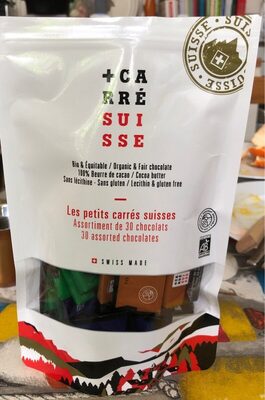 SUISSE · SUISSE ·
+CA
RRÉ
SUI
SSE
Bio & Équitable / Organic & Fair chocolate
100% Beurre de cacao / Cocoa butter
Sans lécithine - Sans gluten / Lecithin & gluten free
Les petits carrés suisses
Assortiment de 30 chocolats
30 assorted chocolates
SWISS MADE